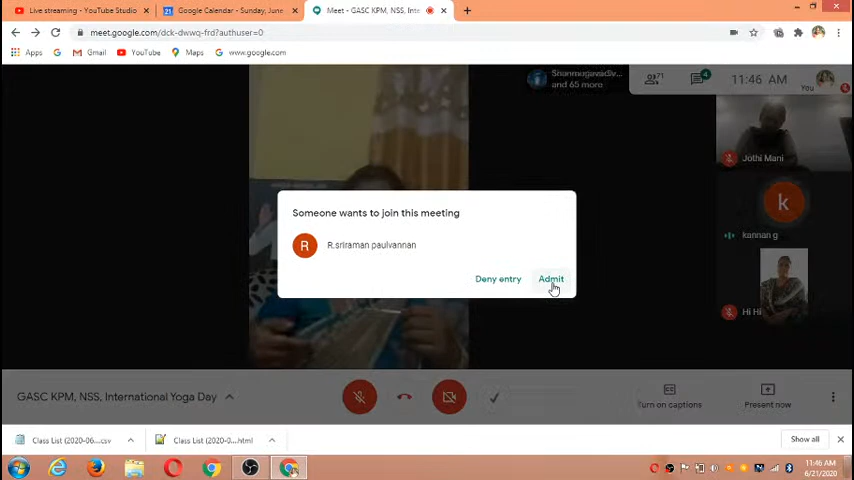 Live streaming - YouTube Studio
Google Calendar - Sunday, June
Meet - GASC KPM, NSS, Int
meet.google.com/dck-dwwq-frd?authuser=0
Apps
G
Gmail
YouTube
Maps
www.google.com
and 65 more
71
4
11:46 AM
You
Jothi Mani
k
kannan g
Hi Hi
Someone wants to join this meeting
R
R.sriraman paulvannan
Deny entry
Admit
GASC KPM, NSS, International Yoga Day
Turn on captions
Present now
Class List (2020-06....csv
Class List (2020-0....html
Show all
11:46 AM
6/21/2020